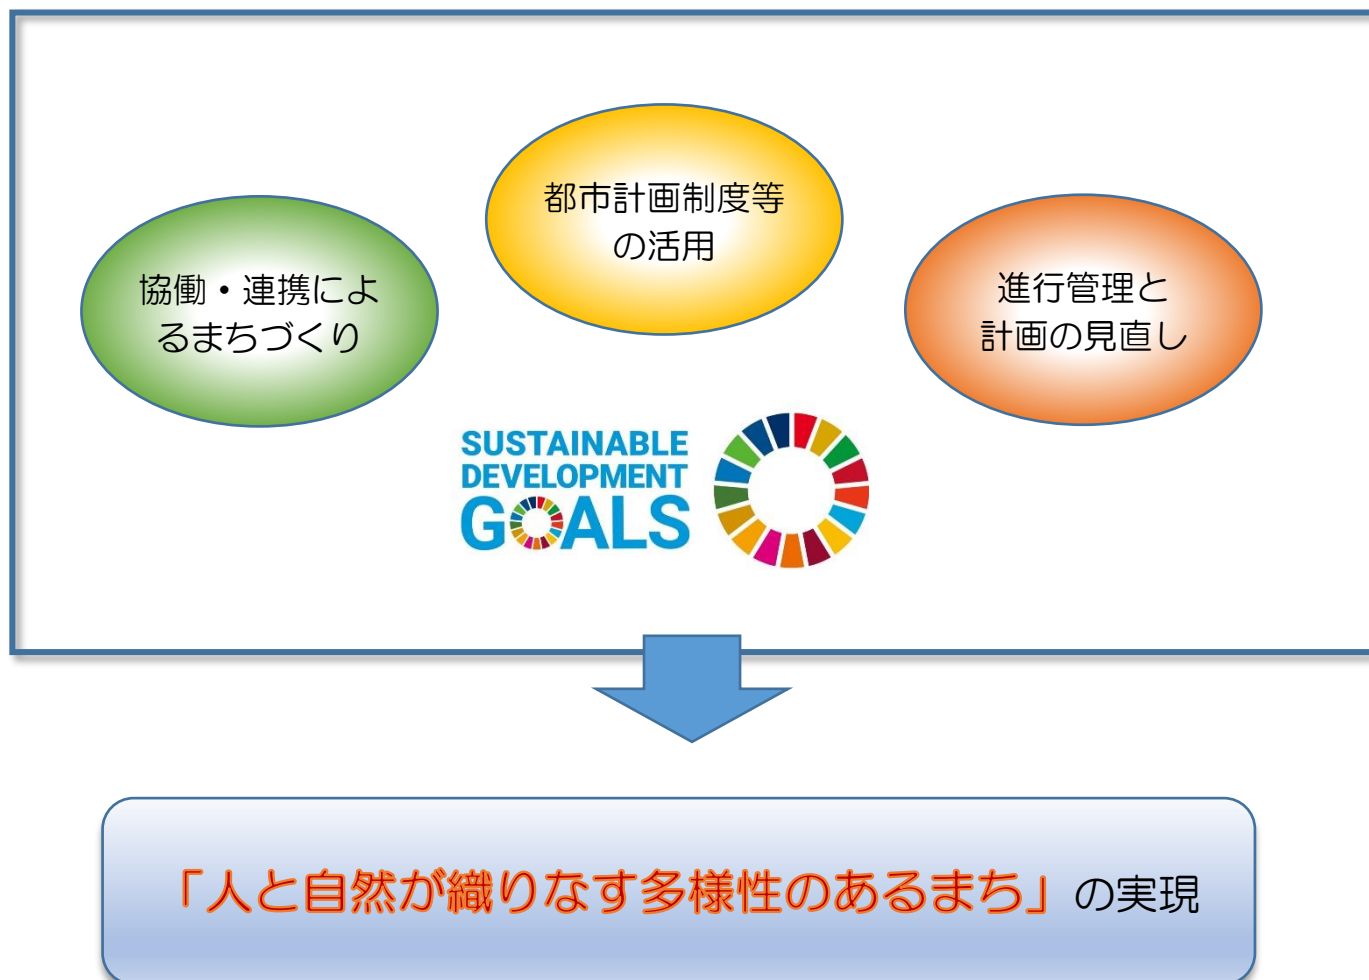 都市計画制度等
の活用
協働・連携によ
るまちづくり
進行管理と
計画の見直し
SUSTAINABLE
DEVELOPMENT
GOALS
「人と自然が織りなす多様性のあるまち」の実現